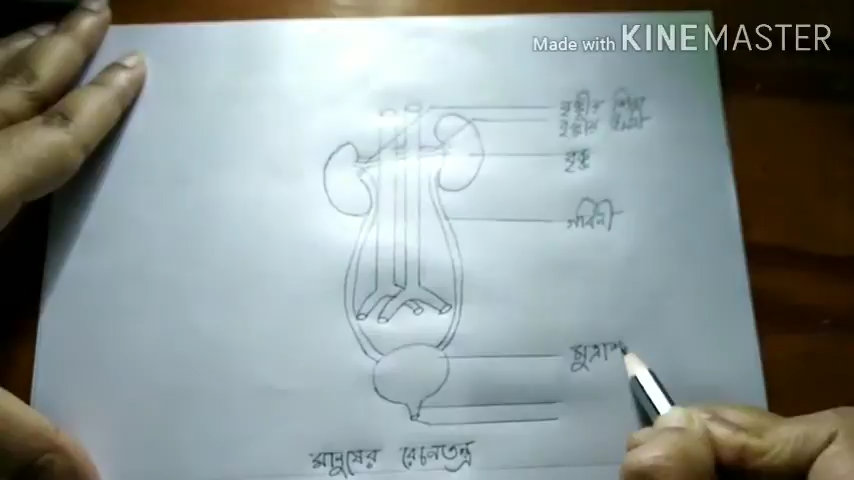 Made with KINEMASTER
বৃক্কীয় শিরা
বৃক্কীয় ধমনী
বৃক্ক
গবিনী
মুত্রাশ
মানুষের রেচনতন্ত্র